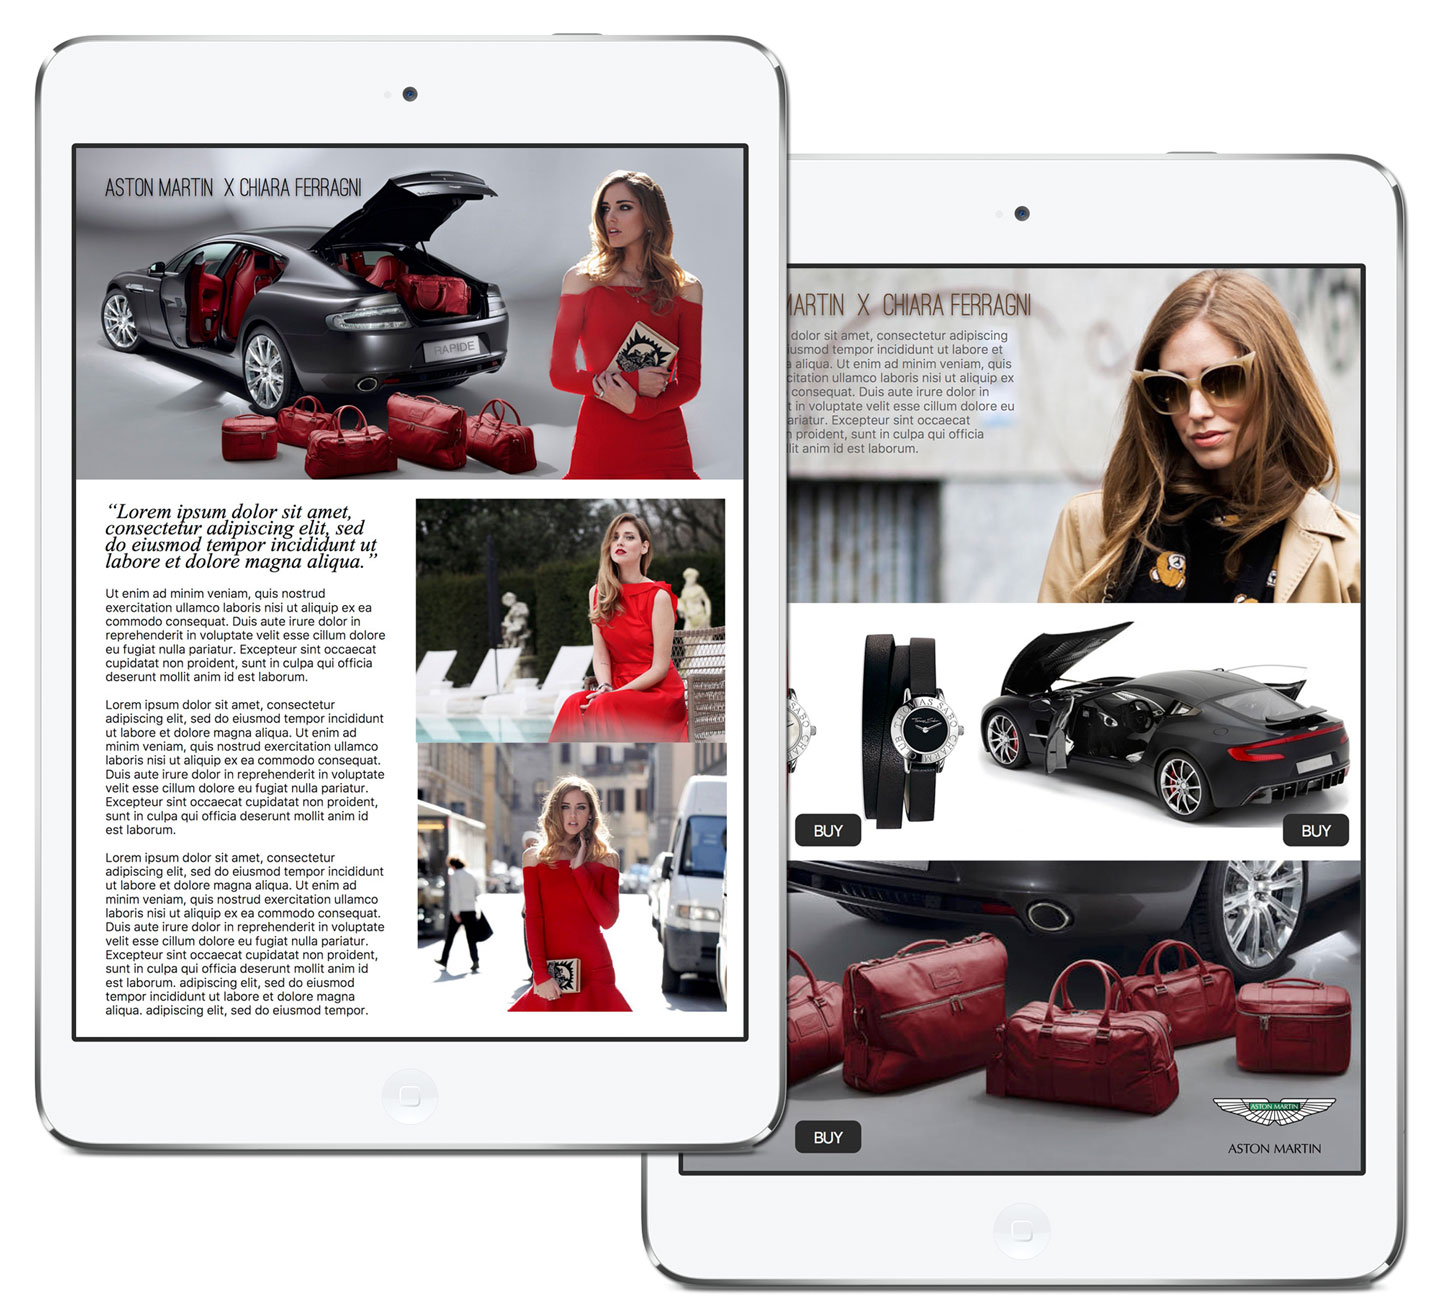 ASTON MARTIN X CHIARA FERRAGNI
RAPIDE
“Lorem ipsum dolor sit amet,
consectetur adipiscing elit, sed
do eiusmod tempor incididunt ut
labore et dolore magna aliqua.”
Ut enim ad minim veniam, quis nostrud
exercitation ullamco laboris nisi ut aliquip ex ea
commodo consequat. Duis aute irure dolor in
reprehenderit in voluptate velit esse cillum dolore
eu fugiat nulla pariatur. Excepteur sint occaecat
cupidatat non proident, sunt in culpa qui officia
deserunt mollit anim id est laborum.
Lorem ipsum dolor sit amet, consectetur
adipiscing elit, sed do eiusmod tempor incididunt
ut labore et dolore magna aliqua. Ut enim ad
minim veniam, quis nostrud exercitation ullamco
laboris nisi ut aliquip ex ea commodo consequat.
Duis aute irure dolor in reprehenderit in voluptate
velit esse cillum dolore eu fugiat nulla pariatur.
Excepteur sint occaecat cupidatat non proident,
sunt in culpa qui officia deserunt mollit anim id
est laborum.
Lorem ipsum dolor sit amet, consectetur
adipiscing elit, sed do eiusmod tempor incididunt
ut labore et dolore magna aliqua. Ut enim ad
minim veniam, quis nostrud exercitation ullamco
laboris nisi ut aliquip ex ea commodo consequat.
Duis aute irure dolor in reprehenderit in voluptate
velit esse cillum dolore eu fugiat nulla pariatur.
Excepteur sint occaecat cupidatat non proident,
sunt in culpa qui officia deserunt mollit anim id
est laborum. adipiscing elit, sed do eiusmod
tempor incididunt ut labore et dolore magna
aliqua. adipiscing elit, sed do eiusmod tempor.
MARTIN X CHIARA FERRAGNI
dolor sit amet, consectetur adipiscing
iusmod tempor incididunt ut labore et
a aliqua. Ut enim ad minim veniam, quis
citation ullamco laboris nisi ut aliquip ex
consequat. Duis aute irure dolor in
t in voluptate velit esse cillum dolore eu
ariatur. Excepteur sint occaecat
n proident, sunt in culpa qui officia
llit anim id est laborum.
THOMAS SABO CHARM CLUB
BUY
BUY
BUY
ASTON MARTIN
ASTON MARTIN